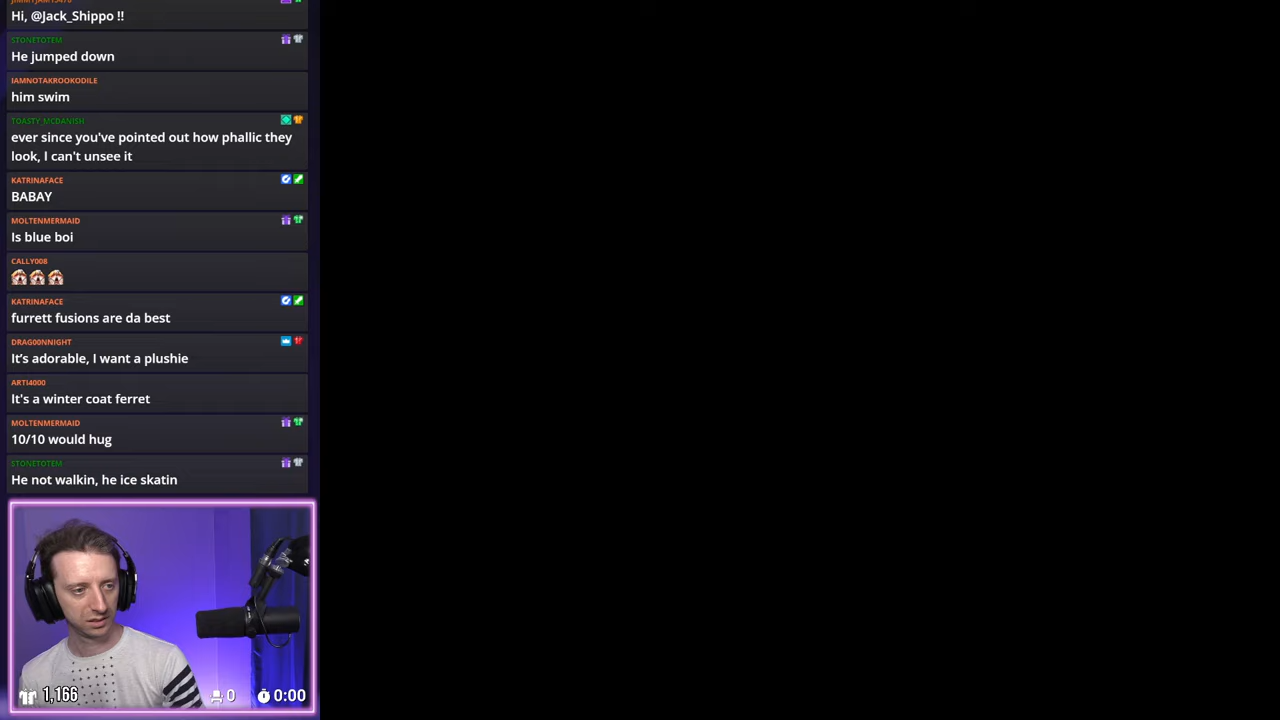 Hi, @Jack_Shippo !!
STONETOTEM
He jumped down
IAMNOTAKROOKODILE
him swim
TOASTY_MCDANISH
ever since you've pointed out how phallic they
look, I can't unsee it
KATRINAFACE
BABAY
MOLTENMERMAID
Is blue boi
CALLY008
KATRINAFACE
furrett fusions are da best
DRAG00NNIGHT
It's adorable, I want a plushie
ARTI4000
It's a winter coat ferret
MOLTENMERMAID
10/10 would hug
STONETOTEM
He not walkin, he ice skatin
1,166
0
0:00